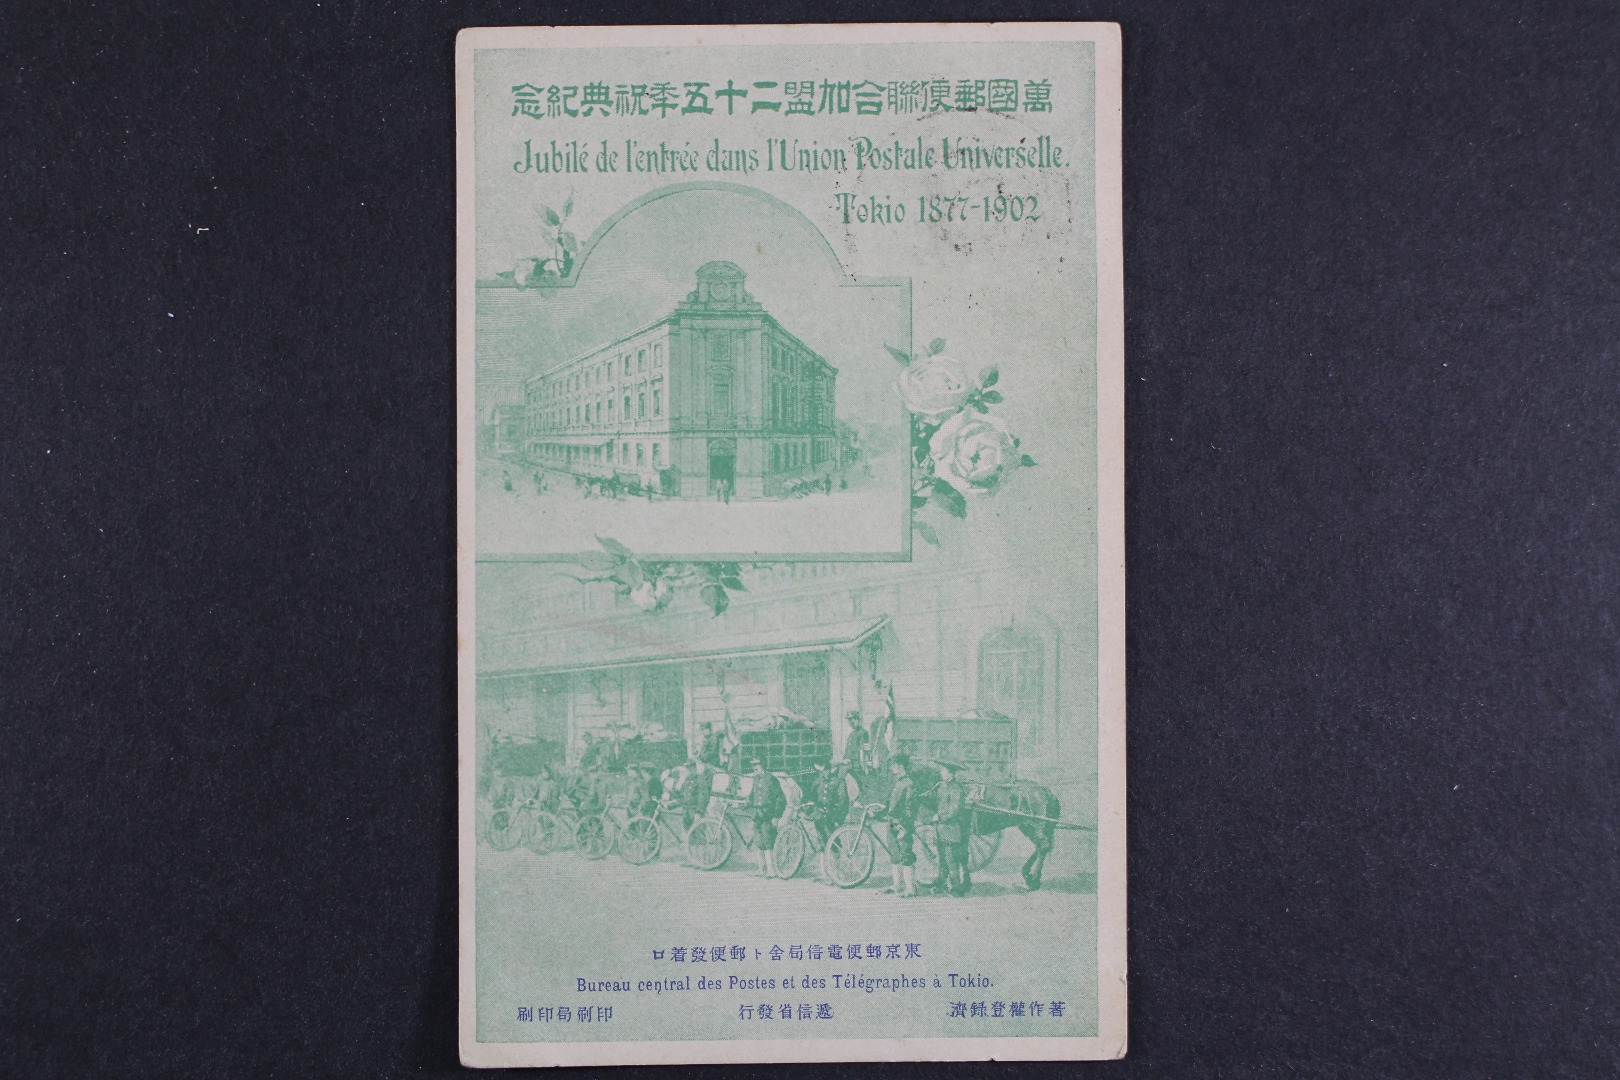 萬國郵便聯合加盟二十五季祝典紀念
Jubilé de l'entrée dans l'Union Postale Universelle.
Tokio 1877-1902
東京郵便電信局舍ト郵便發着口
Bureau central des Postes et des Télégraphes à Tokio.
著作權登録濟
遞信省發行
印刷局印刷